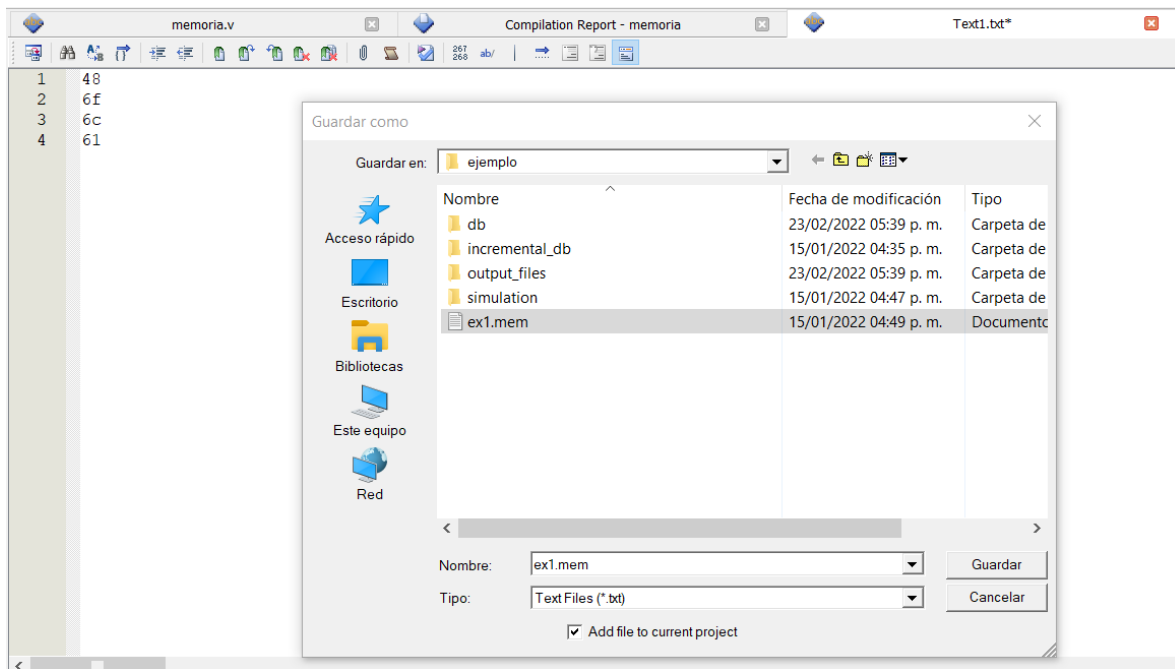 memoria.v
Compilation Report - memoria
Text1.txt*
267
268
ab/
1 48
2 6f
3 6c
4 61
Guardar como
Guardar en: ejemplo
Acceso rápido
Escritorio
Bibliotecas
Este equipo
Red
Nombre Fecha de modificación Tipo
db 23/02/2022 05:39 p. m. Carpeta de
incremental_db 15/01/2022 04:35 p. m. Carpeta de
output_files 23/02/2022 05:39 p. m. Carpeta de
simulation 15/01/2022 04:47 p. m. Carpeta de
ex1.mem 15/01/2022 04:49 p. m. Documento
Nombre: ex1.mem Guardar
Tipo: Text Files (*.txt) Cancelar
Add file to current project